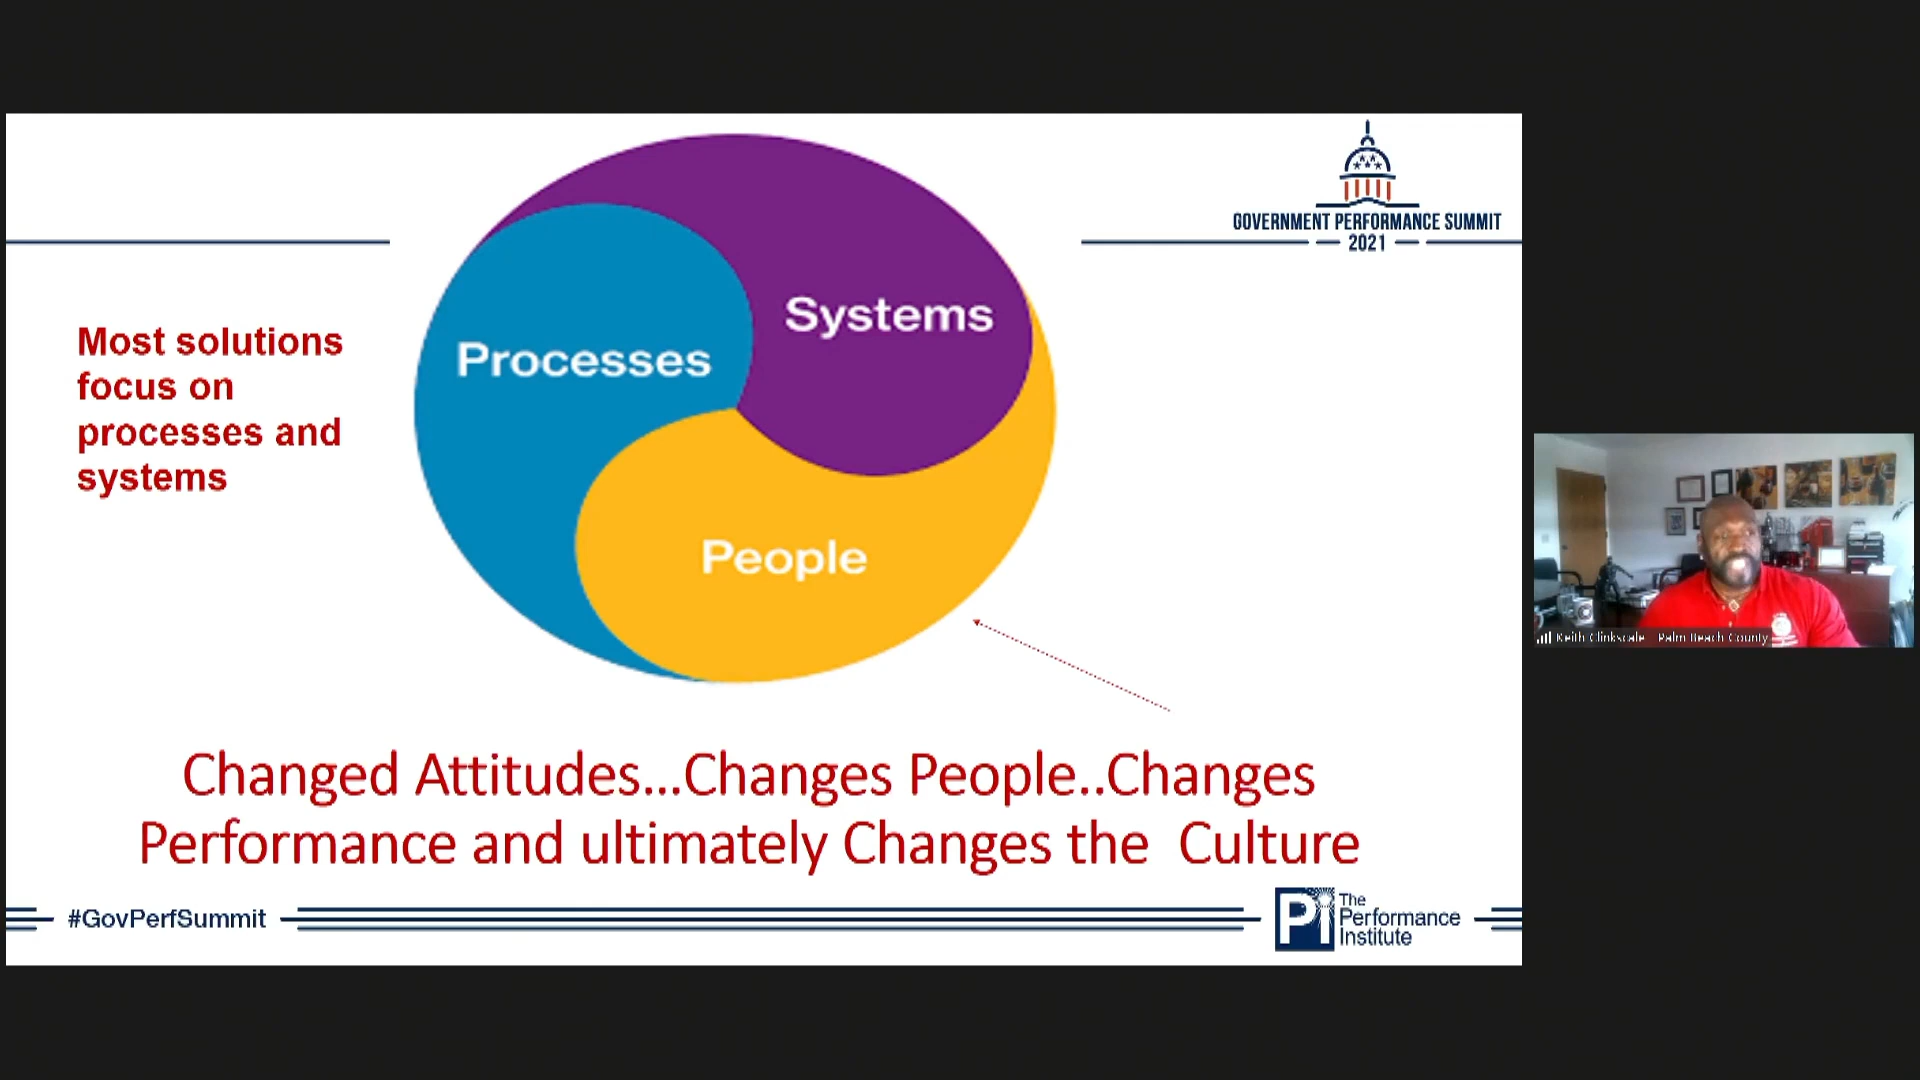 GOVERNMENT PERFORMANCE SUMMIT
2021
Most solutions
focus on
processes and
systems
Processes
Systems
People
Changed Attitudes...Changes People..Changes
Performance and ultimately Changes the Culture
#GovPerfSummit
Pi
The
Performance
Institute
Keith Clinkscale Palm Beach County